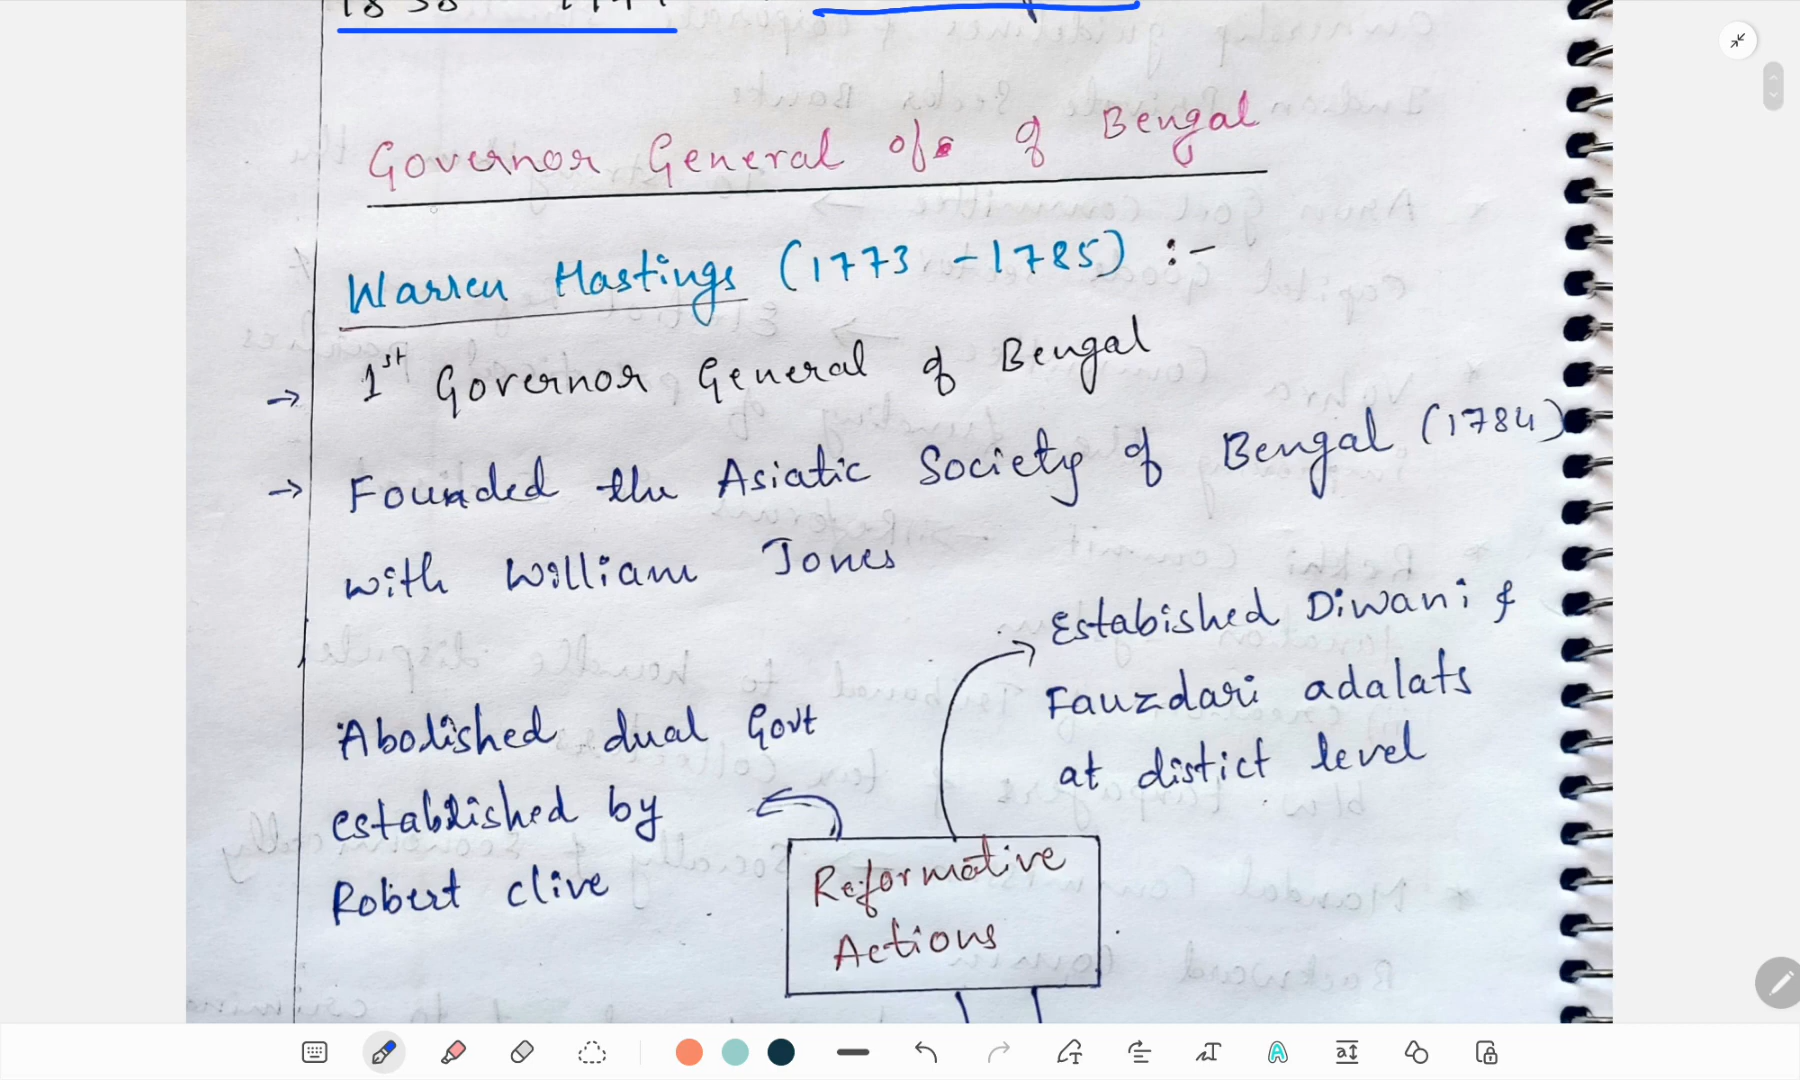 Governor General of of Bengal
Warren Hastings (1773 - 1785) :-
→ 1st Governor General of Bengal
→ Founded the Asiatic Society of Bengal (1784)
with William Jones
Estabished Diwani &
Fauzdari adalats
at distict level
Abolished dual Govt
established by
Robert clive
Reformative
Actions